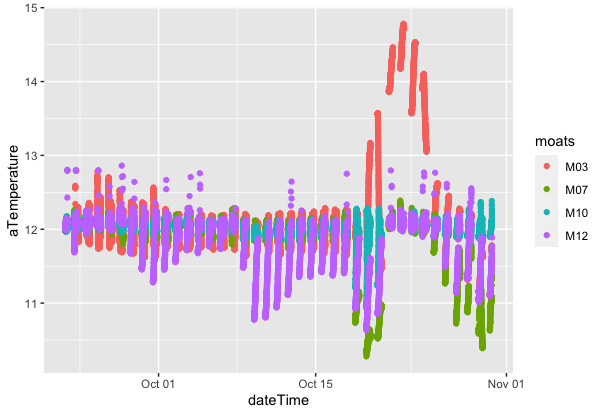 15
14
13
12
11
aTemperature
Oct 01
Oct 15
Nov 01
dateTime
moats
M03
M07
M10
M12